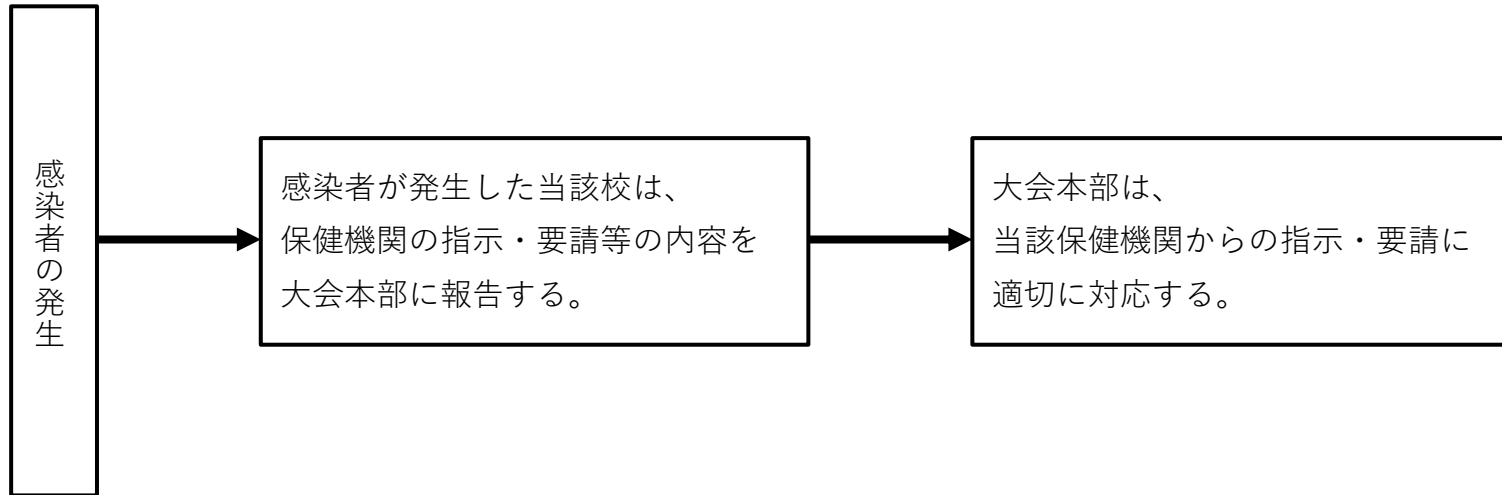 感染者の発生
感染者が発生した当該校は、
保健機関の指示・要請等の内容を
大会本部に報告する。
大会本部は、
当該保健機関からの指示・要請に
適切に対応する。